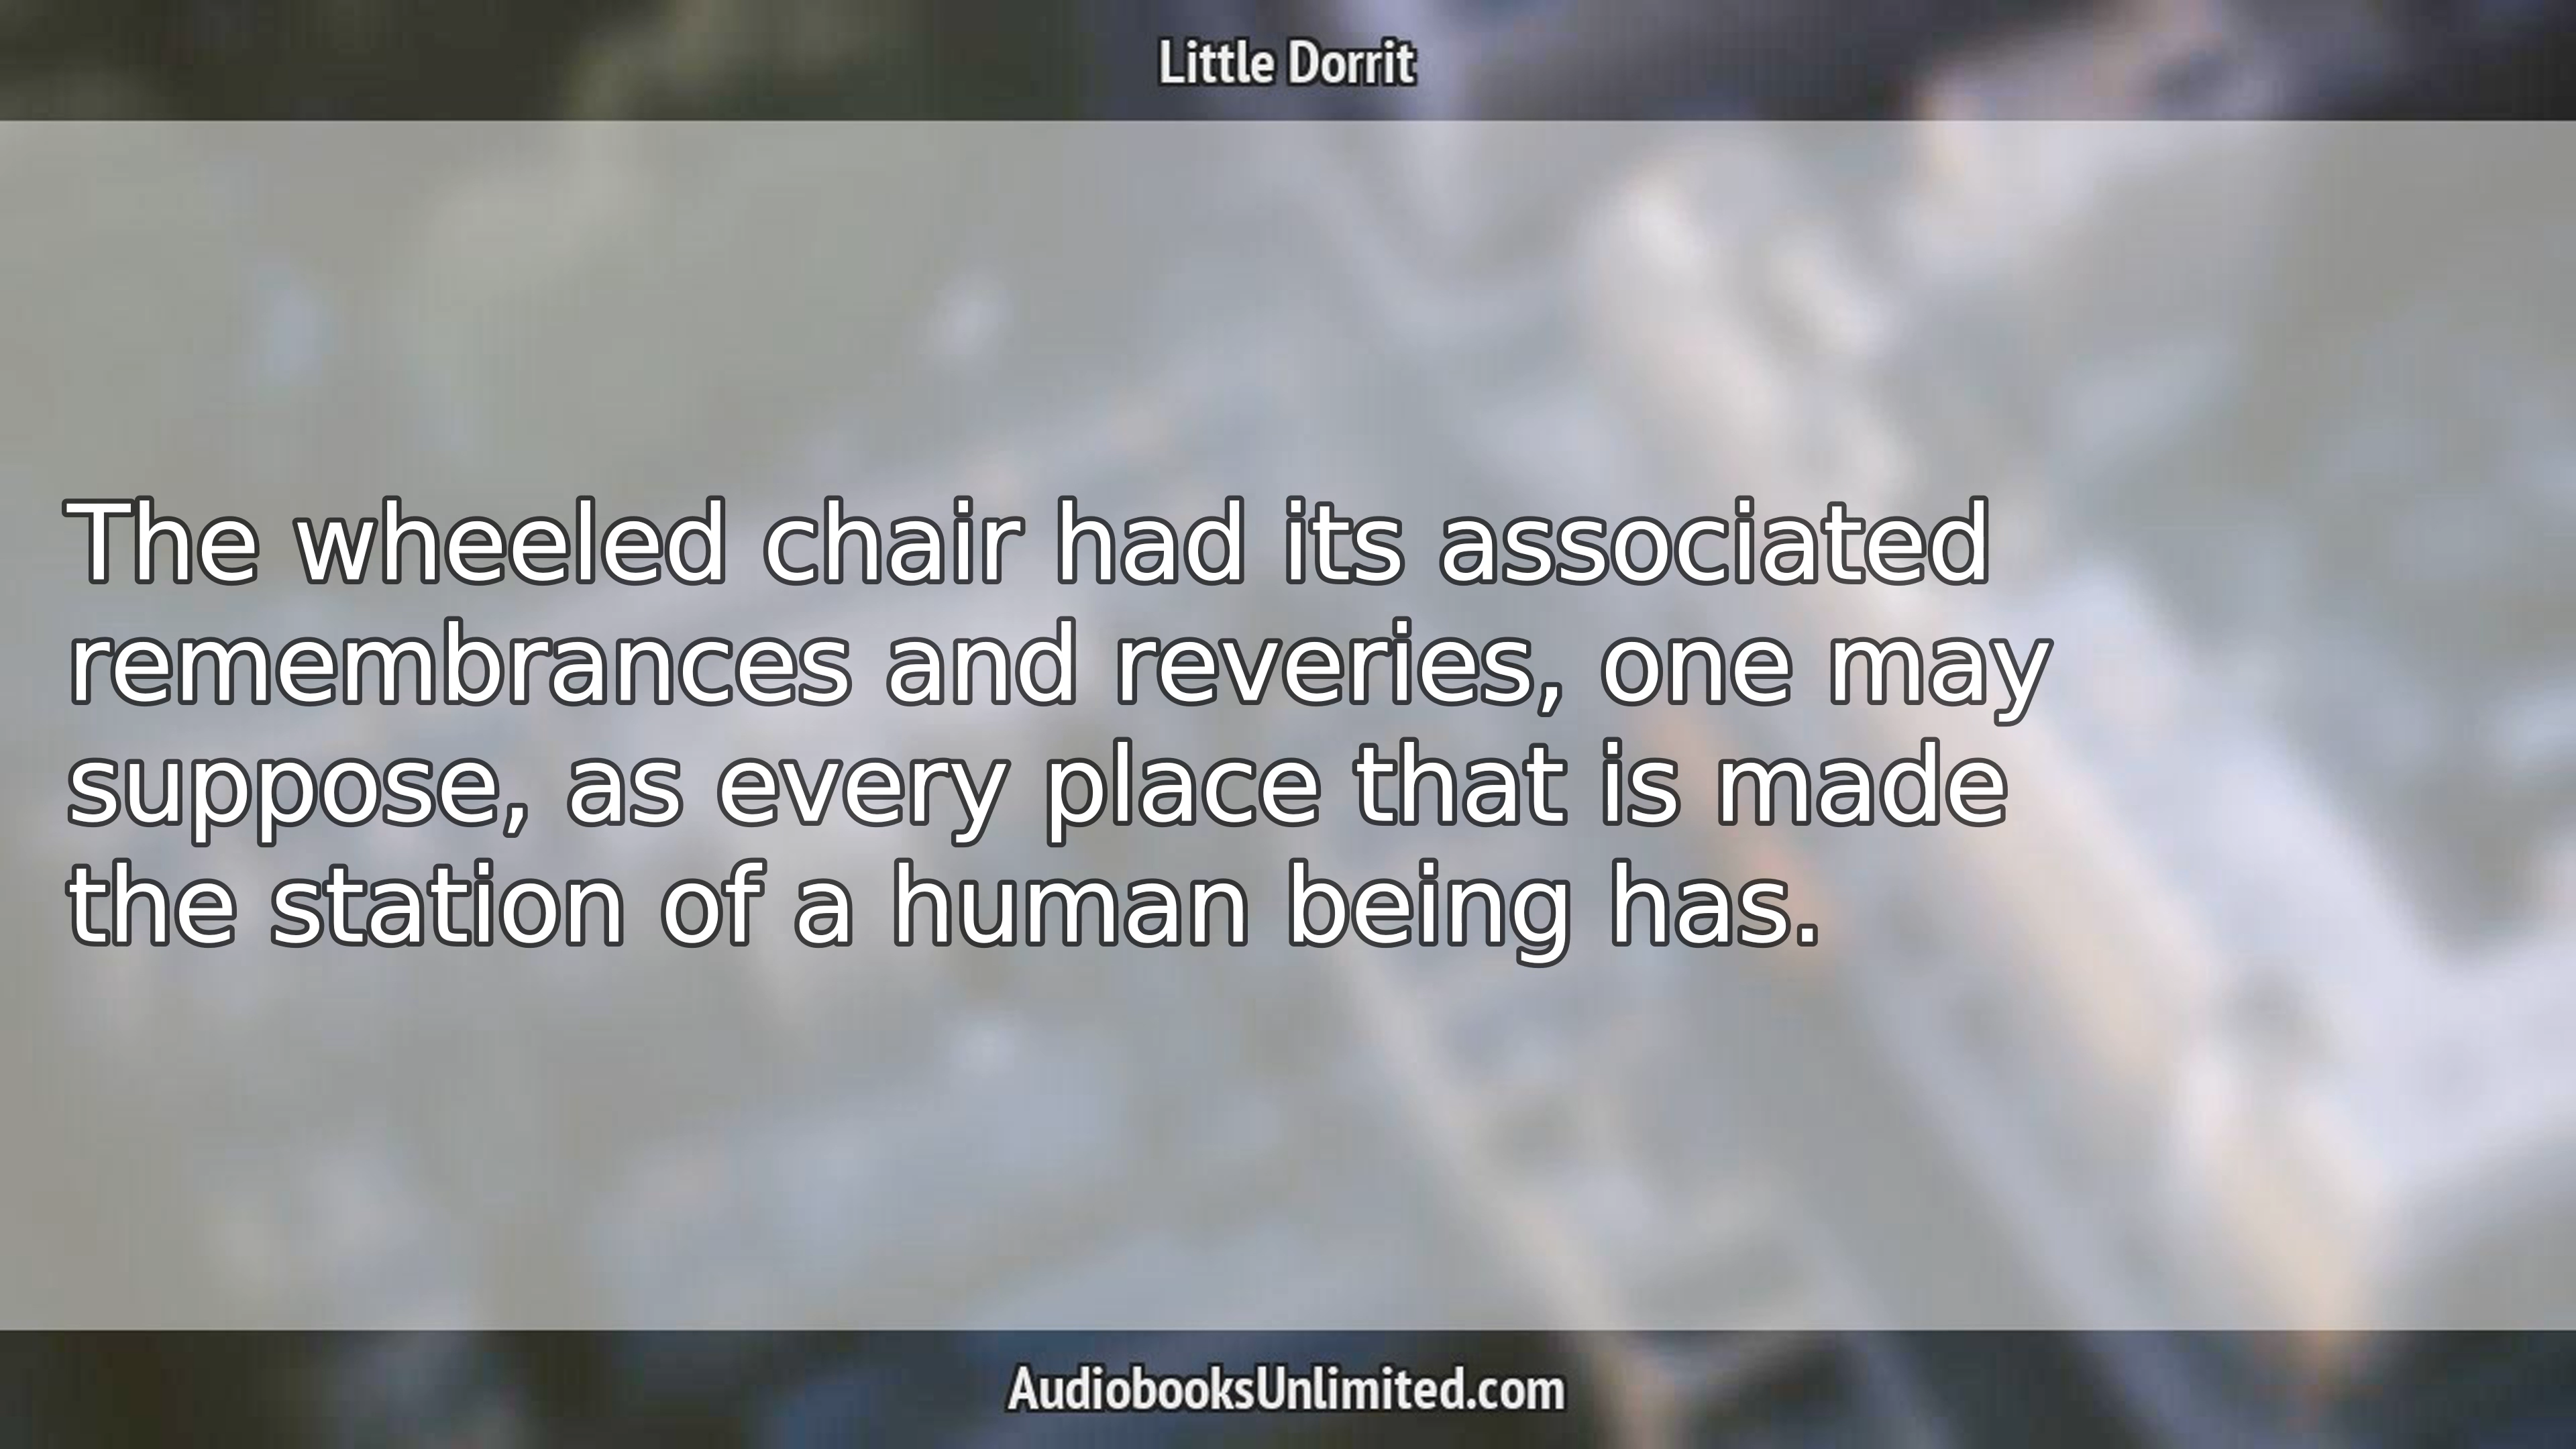 Little Dorrit
The wheeled chair had its associated
remembrances and reveries, one may
suppose, as every place that is made
the station of a human being has.
AudiobooksUnlimited.com